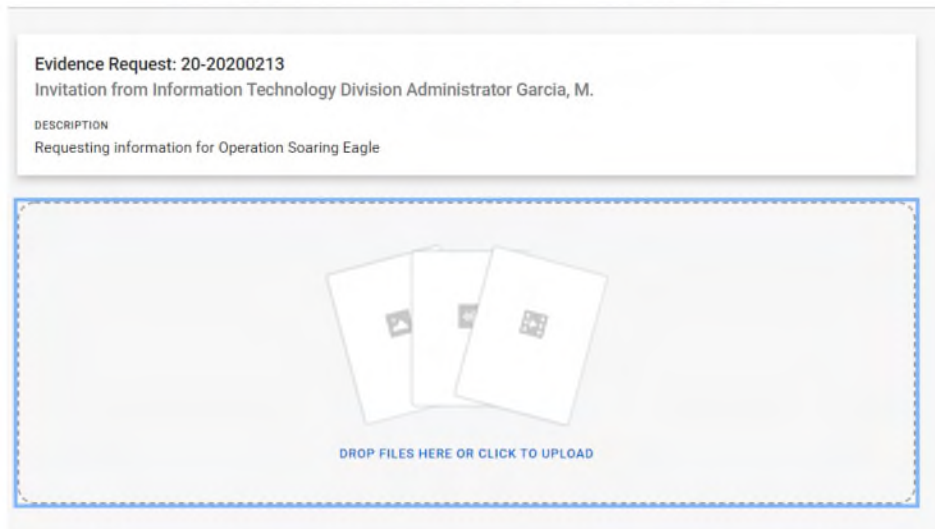 Evidence Request: 20-20200213
Invitation from Information Technology Division Administrator Garcia, M.
DESCRIPTION
Requesting information for Operation Soaring Eagle
DROP FILES HERE OR CLICK TO UPLOAD